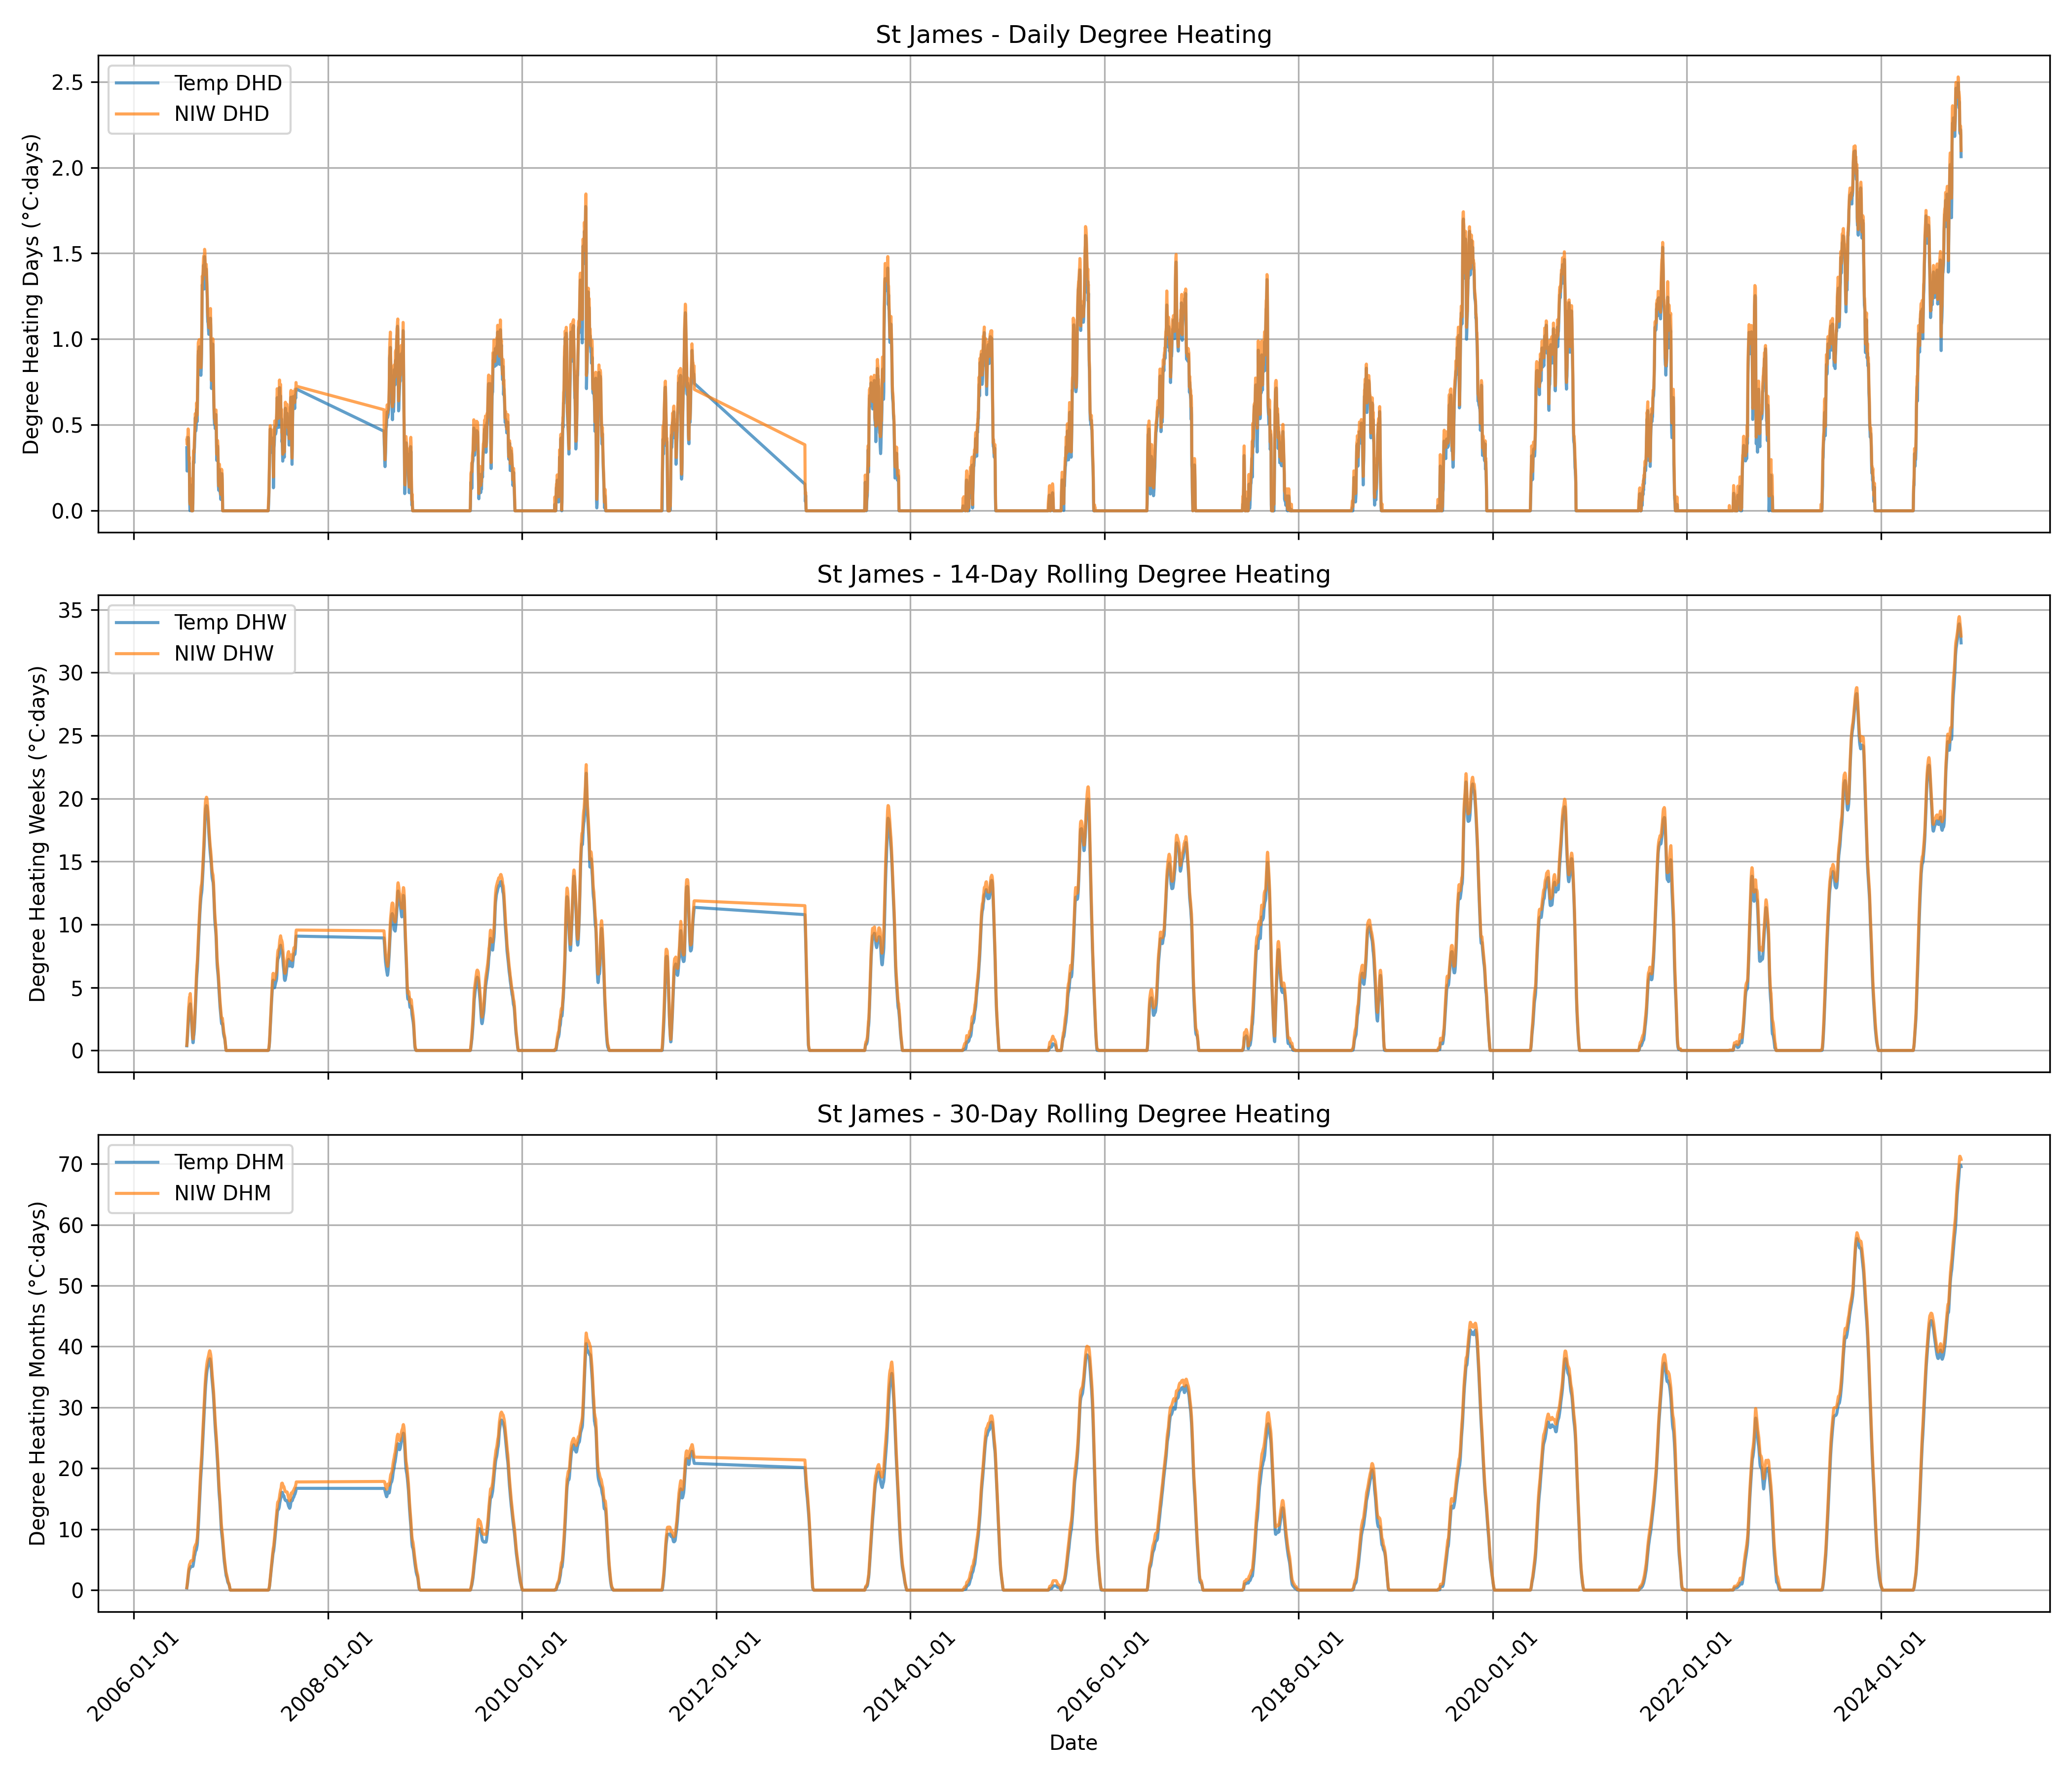 St James - Daily Degree Heating
Degree Heating Days (°C·days)
2.5
2.0
1.5
1.0
0.5
0.0
Temp DHD
NIW DHD
St James - 14-Day Rolling Degree Heating
Degree Heating Weeks (°C·days)
35
30
25
20
15
10
5
0
Temp DHW
NIW DHW
St James - 30-Day Rolling Degree Heating
Degree Heating Months (°C·days)
70
60
50
40
30
20
10
0
Temp DHM
NIW DHM
2006-01-01
2008-01-01
2010-01-01
2012-01-01
2014-01-01
2016-01-01
2018-01-01
2020-01-01
2022-01-01
2024-01-01
Date